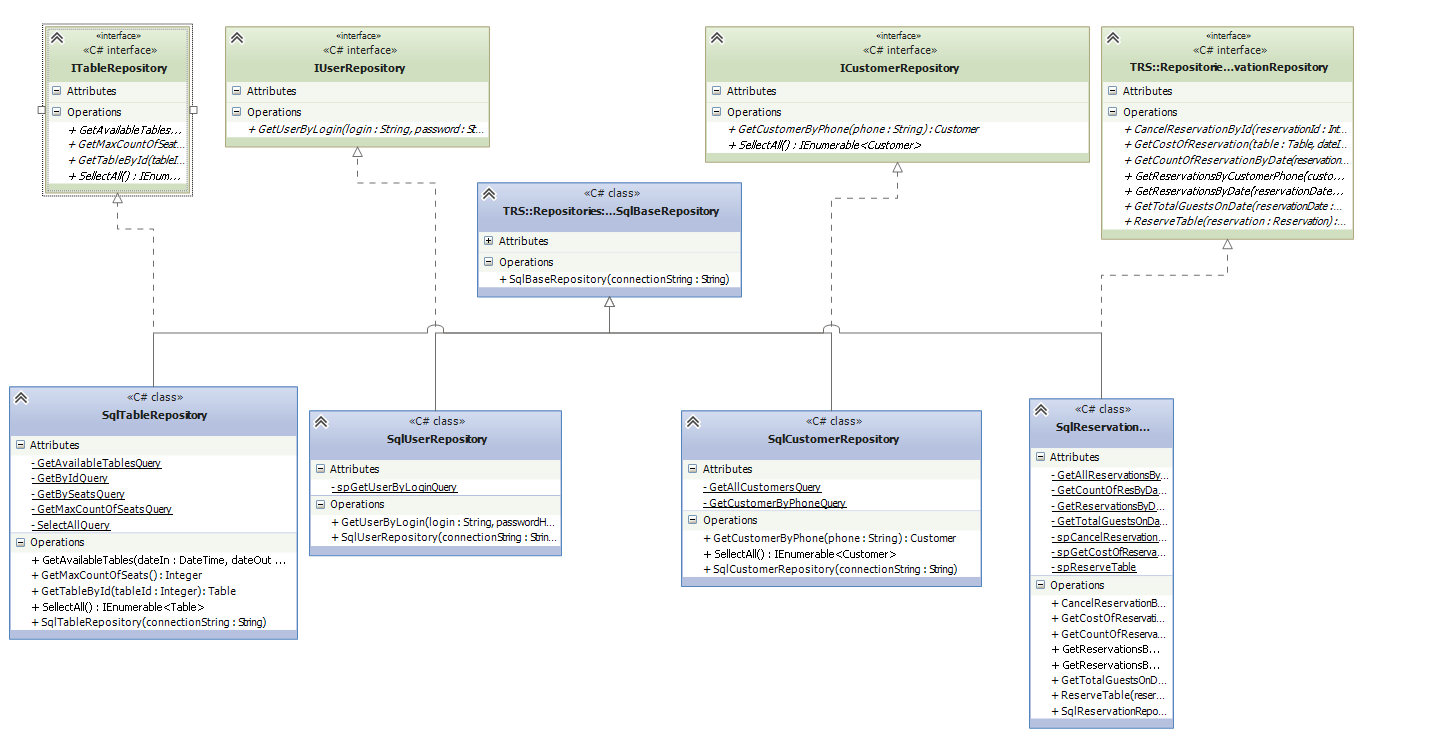 «interface»
«C# interface»
ITableRepository
Attributes
Operations
+ GetAvailableTables...
+ GetMaxCountOfSeat...
+ GetTableById(tableI...
+ SellectAll() : IEnum...
«interface»
«C# interface»
IUserRepository
Attributes
Operations
+ GetUserByLogin(login : String, password : St...
«interface»
«C# interface»
ICustomerRepository
Attributes
Operations
+ GetCustomerByPhone(phone : String) : Customer
+ SellectAll() : IEnumerable<Customer>
«interface»
«C# interface»
TRS::Repositorie...vationRepository
Attributes
Operations
+ CancelReservationById(reservationId : Int...
+ GetCostOfReservation(table : Table, dateI...
+ GetCountOfReservationByDate(reservation...
+ GetReservationsByCustomerPhone(custo...
+ GetReservationsByDate(reservationDate...
+ GetTotalGuestsOnDate(reservationDate :...
+ ReserveTable(reservation : Reservation) :...
«C# class»
TRS::Repositories:...SqlBaseRepository
Attributes
Operations
+ SqlBaseRepository(connectionString : String)
«C# class»
SqlTableRepository
Attributes
- GetAvailableTablesQuery
- GetByIdQuery
- GetBySeatsQuery
- GetMaxCountOfSeatsQuery
- SelectAllQuery
Operations
+ GetAvailableTables(dateIn : DateTime, dateOut ...
+ GetMaxCountOfSeats() : Integer
+ GetTableById(tableId : Integer) : Table
+ SellectAll() : IEnumerable<Table>
+ SqlTableRepository(connectionString : String)
«C# class»
SqlUserRepository
Attributes
- spGetUserByLoginQuery
Operations
+ GetUserByLogin(login : String, passwordH...
+ SqlUserRepository(connectionString : Strin...
«C# class»
SqlCustomerRepository
Attributes
- GetAllCustomersQuery
- GetCustomerByPhoneQuery
Operations
+ GetCustomerByPhone(phone : String) : Customer
+ SellectAll() : IEnumerable<Customer>
+ SqlCustomerRepository(connectionString : String)
«C# class»
SqlReservation...
Attributes
- GetAllReservationsBy...
- GetCountOfResByDa...
- GetReservationsByD...
- GetTotalGuestsOnDa...
- spCancelReservation...
- spGetCostOfReserva...
- spReserveTable
Operations
+ CancelReservationB...
+ GetCostOfReservati...
+ GetCountOfReserva...
+ GetReservationsB...
+ GetReservationsB...
+ GetTotalGuestsOnD...
+ ReserveTable(reser...
+ SqlReservationRepo...